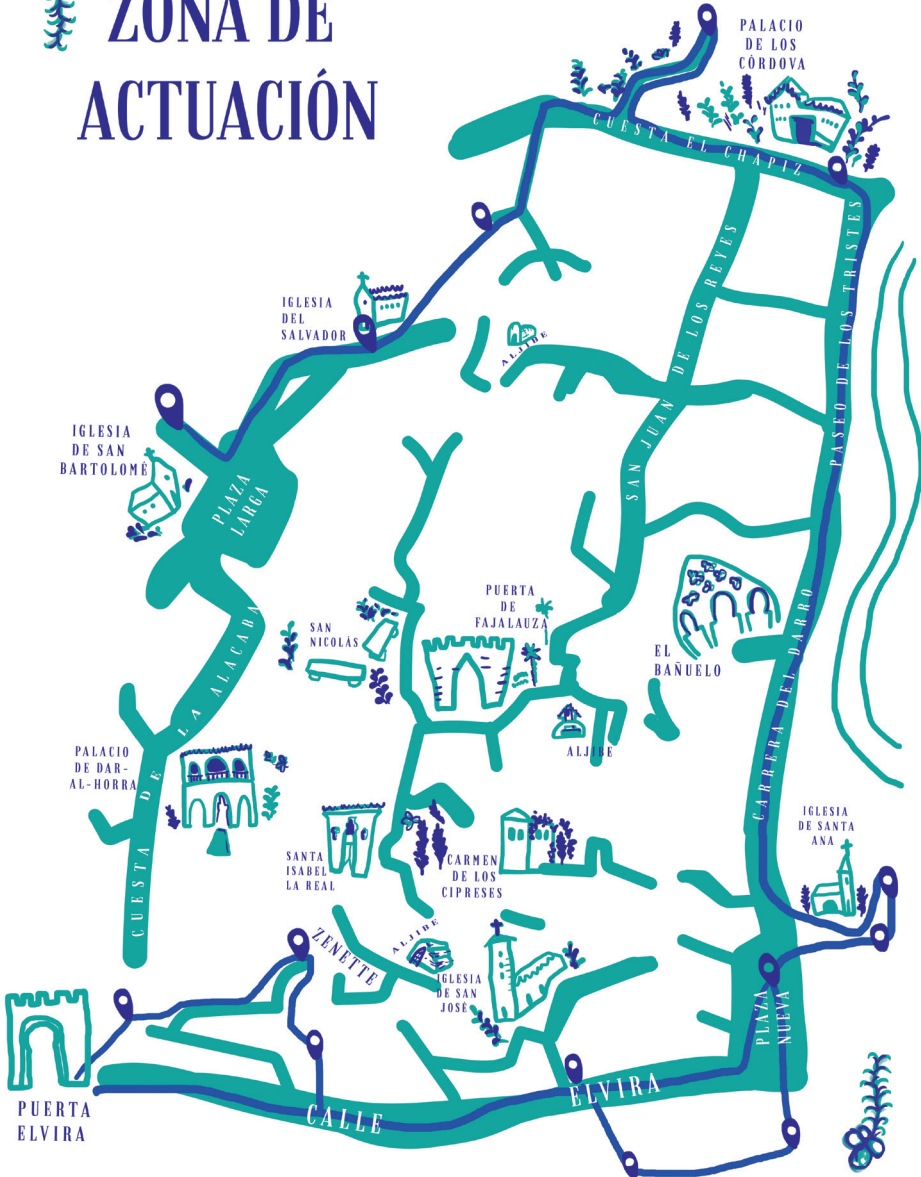 ZONA DE
ACTUACIÓN
PALACIO
DE LOS
CÓRDOVA
CUESTA EL CHAPIZ
PASEO DE LOS TRISTES
SAN JUAN DE LLOS REYES
IGLESIA
DEL
SALVADOR
ALJIBE
IGLESIA
DE SAN
BARTOLOMÉ
PLAZA
LARGA
PUERTA
DE
FAJALAUZA
SAN
NICOLÁS
EL
BAÑUELO
CARRERA DEL DARRO
CUESTA DE LA ALACABA
PALACIO
DE DAR-
AL-HORRA
ALJIBE
IGLESIA
DE SANTA
ANA
SANTA
ISABEL
LA REAL
CARMEN
DE LOS
CIPRESES
ZENETTE
ALJIBE
IGLESIA
DE SAN
JOSÉ
PLAZA
NUEVA
PUERTA
ELVIRA
CALLE ELVIRA